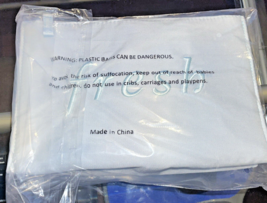 WARNING: PLASTIC BAGS CAN BE DANGEROUS.
To avoid the risk of suffocation, keep out of reach of babies
and children, do not use in cribs, carriages and playpens.
fresh
Made in China